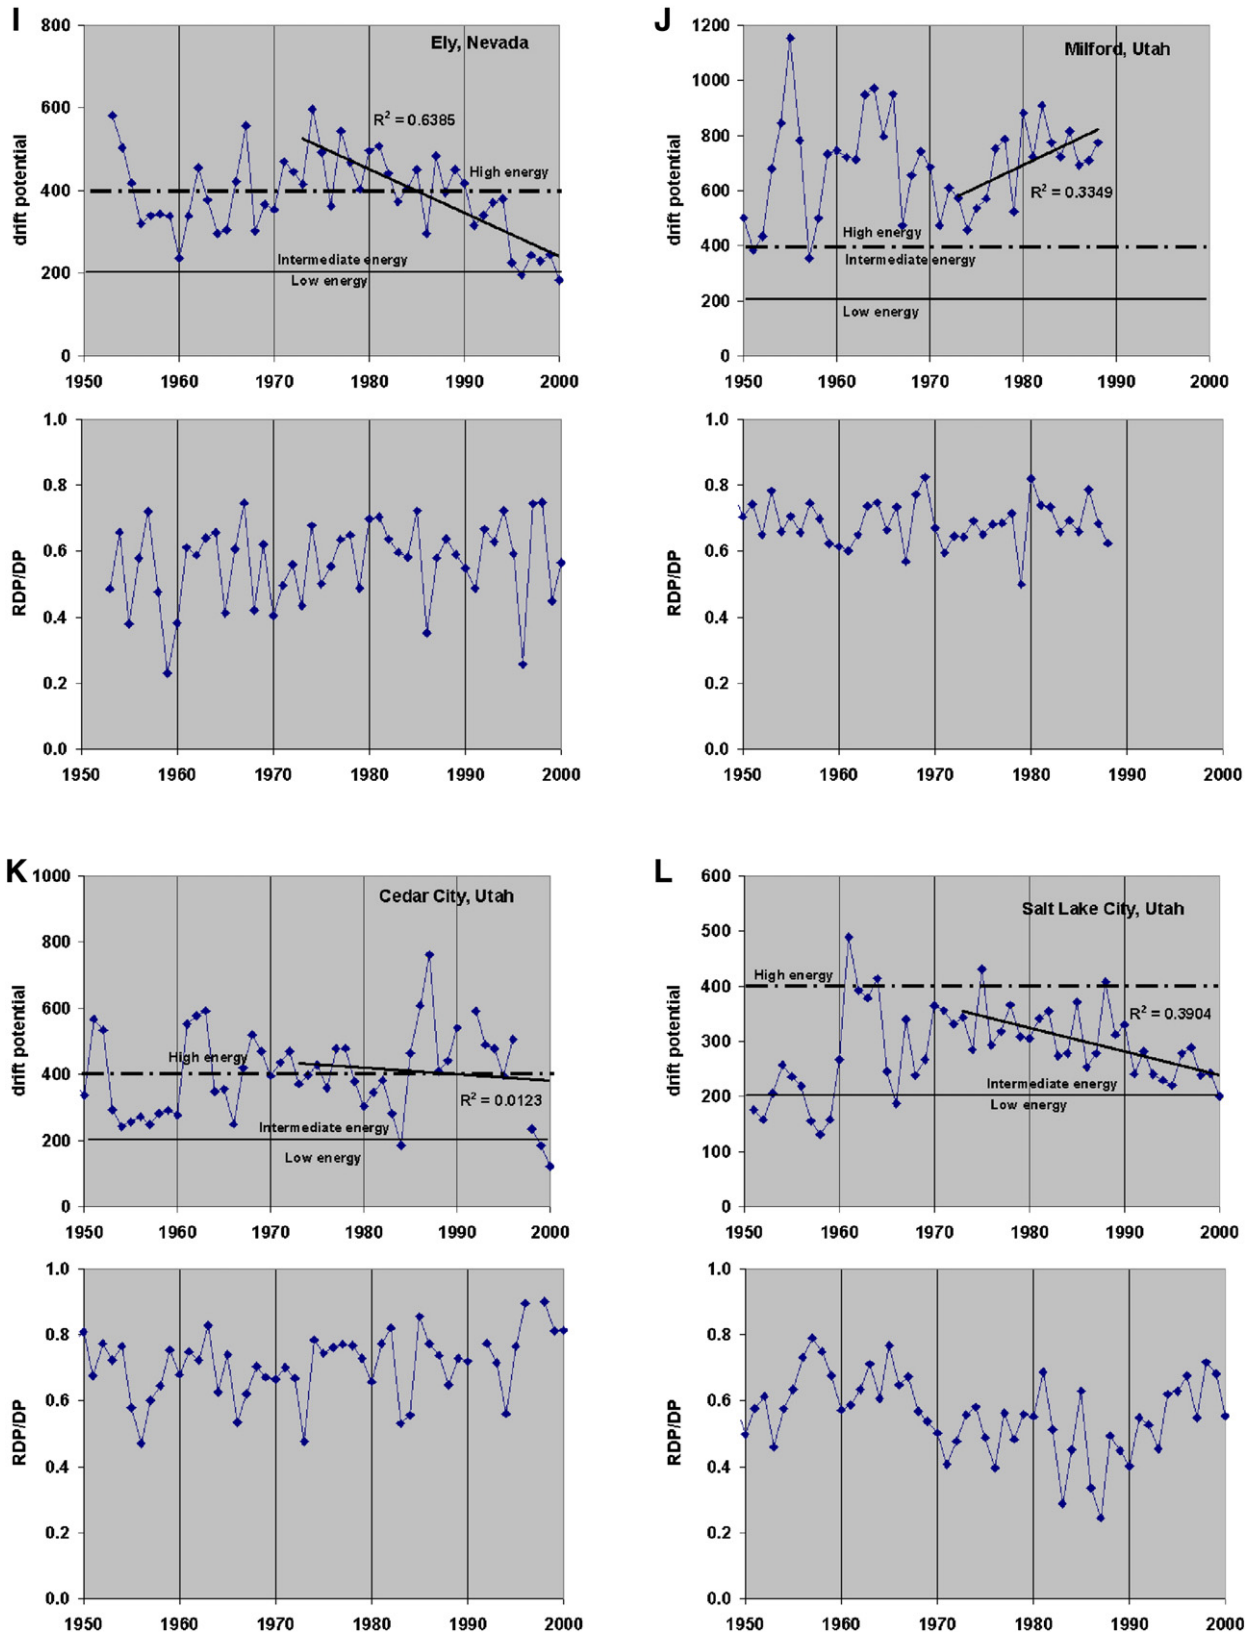 I
Ely, Nevada
drift potential
800
600
400
200
0
R² = 0.6385
High energy
Intermediate energy
Low energy
1950 1960 1970 1980 1990 2000
RDP/DP
1.0
0.8
0.6
0.4
0.2
0.0
1950 1960 1970 1980 1990 2000
J
Milford, Utah
drift potential
1200
1000
800
600
400
200
0
R² = 0.3349
High energy
Intermediate energy
Low energy
1950 1960 1970 1980 1990 2000
RDP/DP
1.0
0.8
0.6
0.4
0.2
0.0
1950 1960 1970 1980 1990 2000
K
Cedar City, Utah
drift potential
1000
800
600
400
200
0
High energy
R² = 0.0123
Intermediate energy
Low energy
1950 1960 1970 1980 1990 2000
RDP/DP
1.0
0.8
0.6
0.4
0.2
0.0
1950 1960 1970 1980 1990 2000
L
Salt Lake City, Utah
drift potential
600
500
400
300
200
100
0
High energy
R² = 0.3904
Intermediate energy
Low energy
1950 1960 1970 1980 1990 2000
RDP/DP
1.0
0.8
0.6
0.4
0.2
0.0
1950 1960 1970 1980 1990 2000